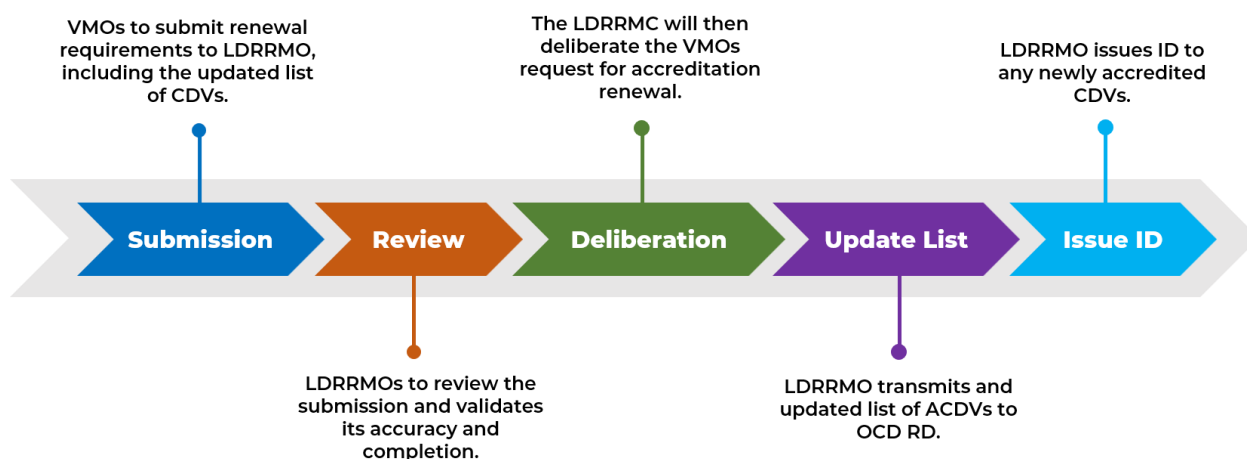 VMOs to submit renewal
requirements to LDRRMO,
including the updated list
of CDVs.
The LDRRMC will then
deliberate the VMOs
request for accreditation
renewal.
LDRRMO issues ID to
any newly accredited
CDVs.
Submission
Review
Deliberation
Update List
Issue ID
LDRRMOs to review the
submission and validates
its accuracy and
completion.
LDRRMO transmits and
updated list of ACDVs to
OCD RD.